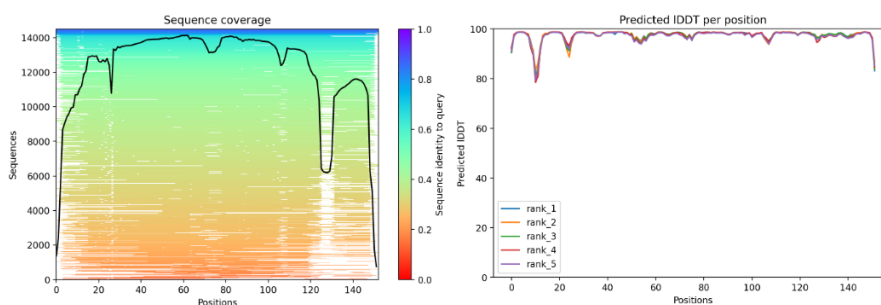 Sequence coverage
14000
12000
10000
8000
6000
4000
2000
0
Sequences
0 20 40 60 80 100 120 140
Positions
1.0
0.8
0.6
0.4
0.2
0.0
Sequence identity to query
Predicted lDDT per position
100
80
60
40
20
0
Predicted lDDT
rank_1
rank_2
rank_3
rank_4
rank_5
0 20 40 60 80 100 120 140
Positions